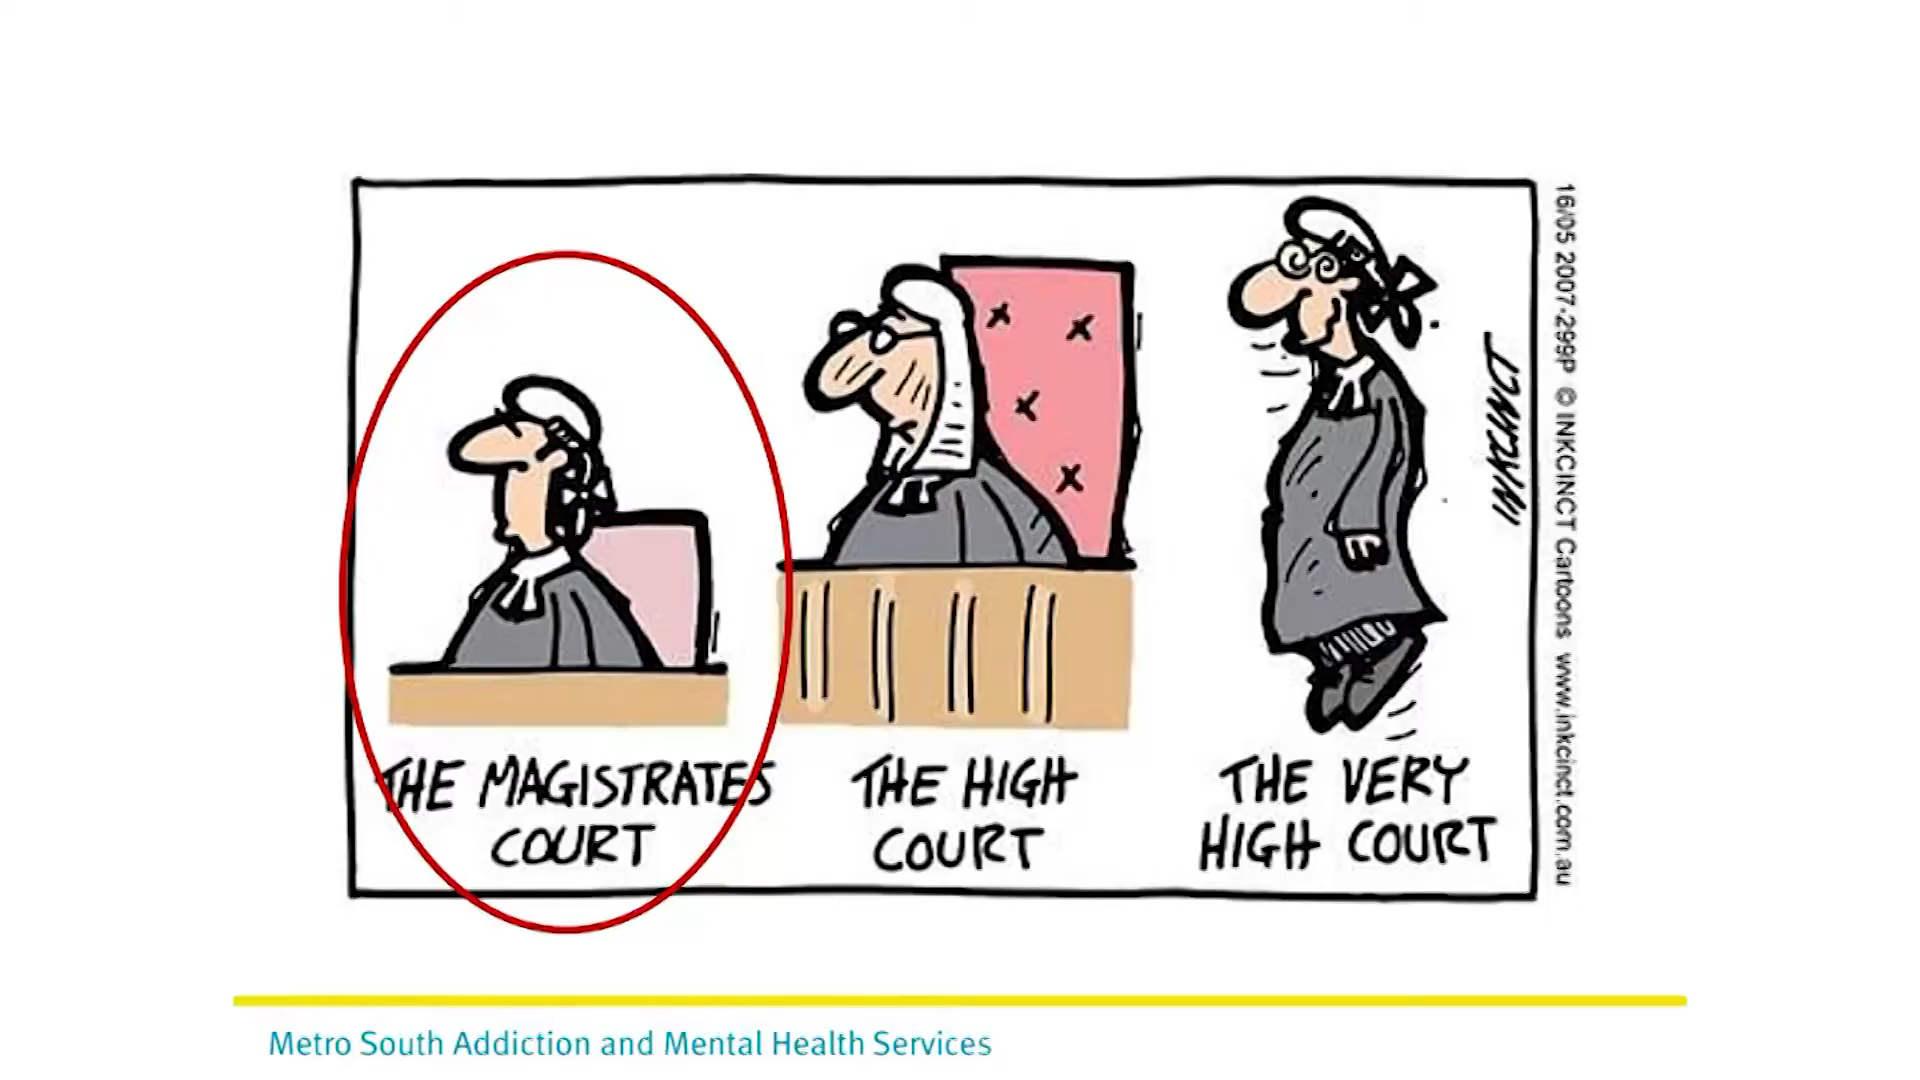 THE MAGISTRATES
COURT
THE HIGH
COURT
THE VERY
HIGH COURT
INKCINCT
16/05 2007-299P © INKCINCT Cartoons www.inkcinct.com.au
Metro South Addiction and Mental Health Services